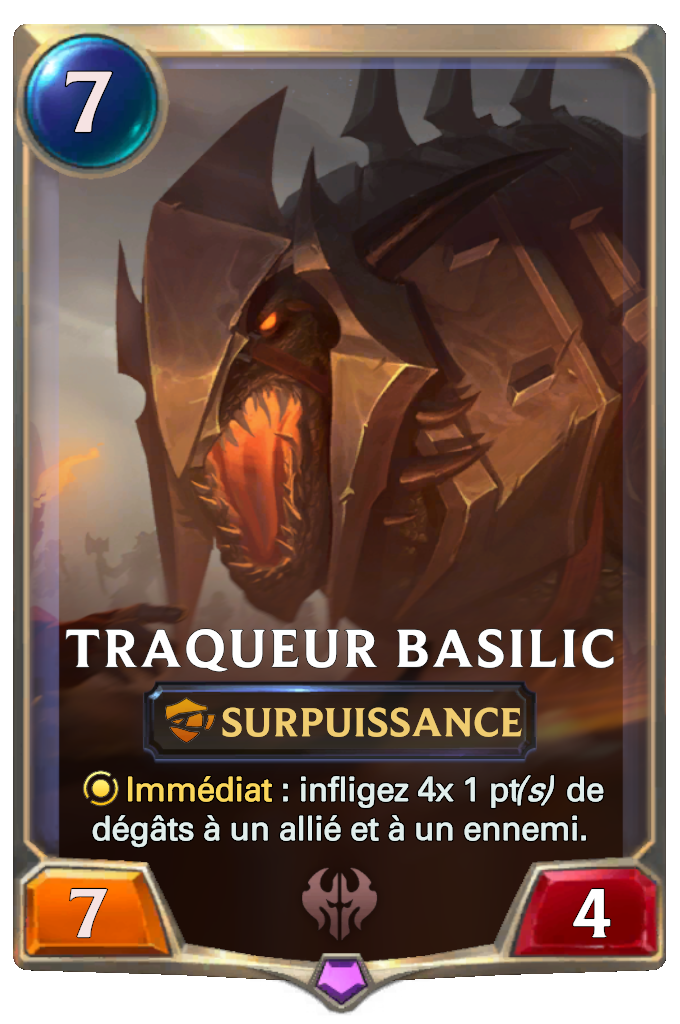 7
TRAQUEUR BASILIC
SURPUISSANCE
Immédiat : infligez 4x 1 pt(s) de
dégâts à un allié et à un ennemi.
7
4